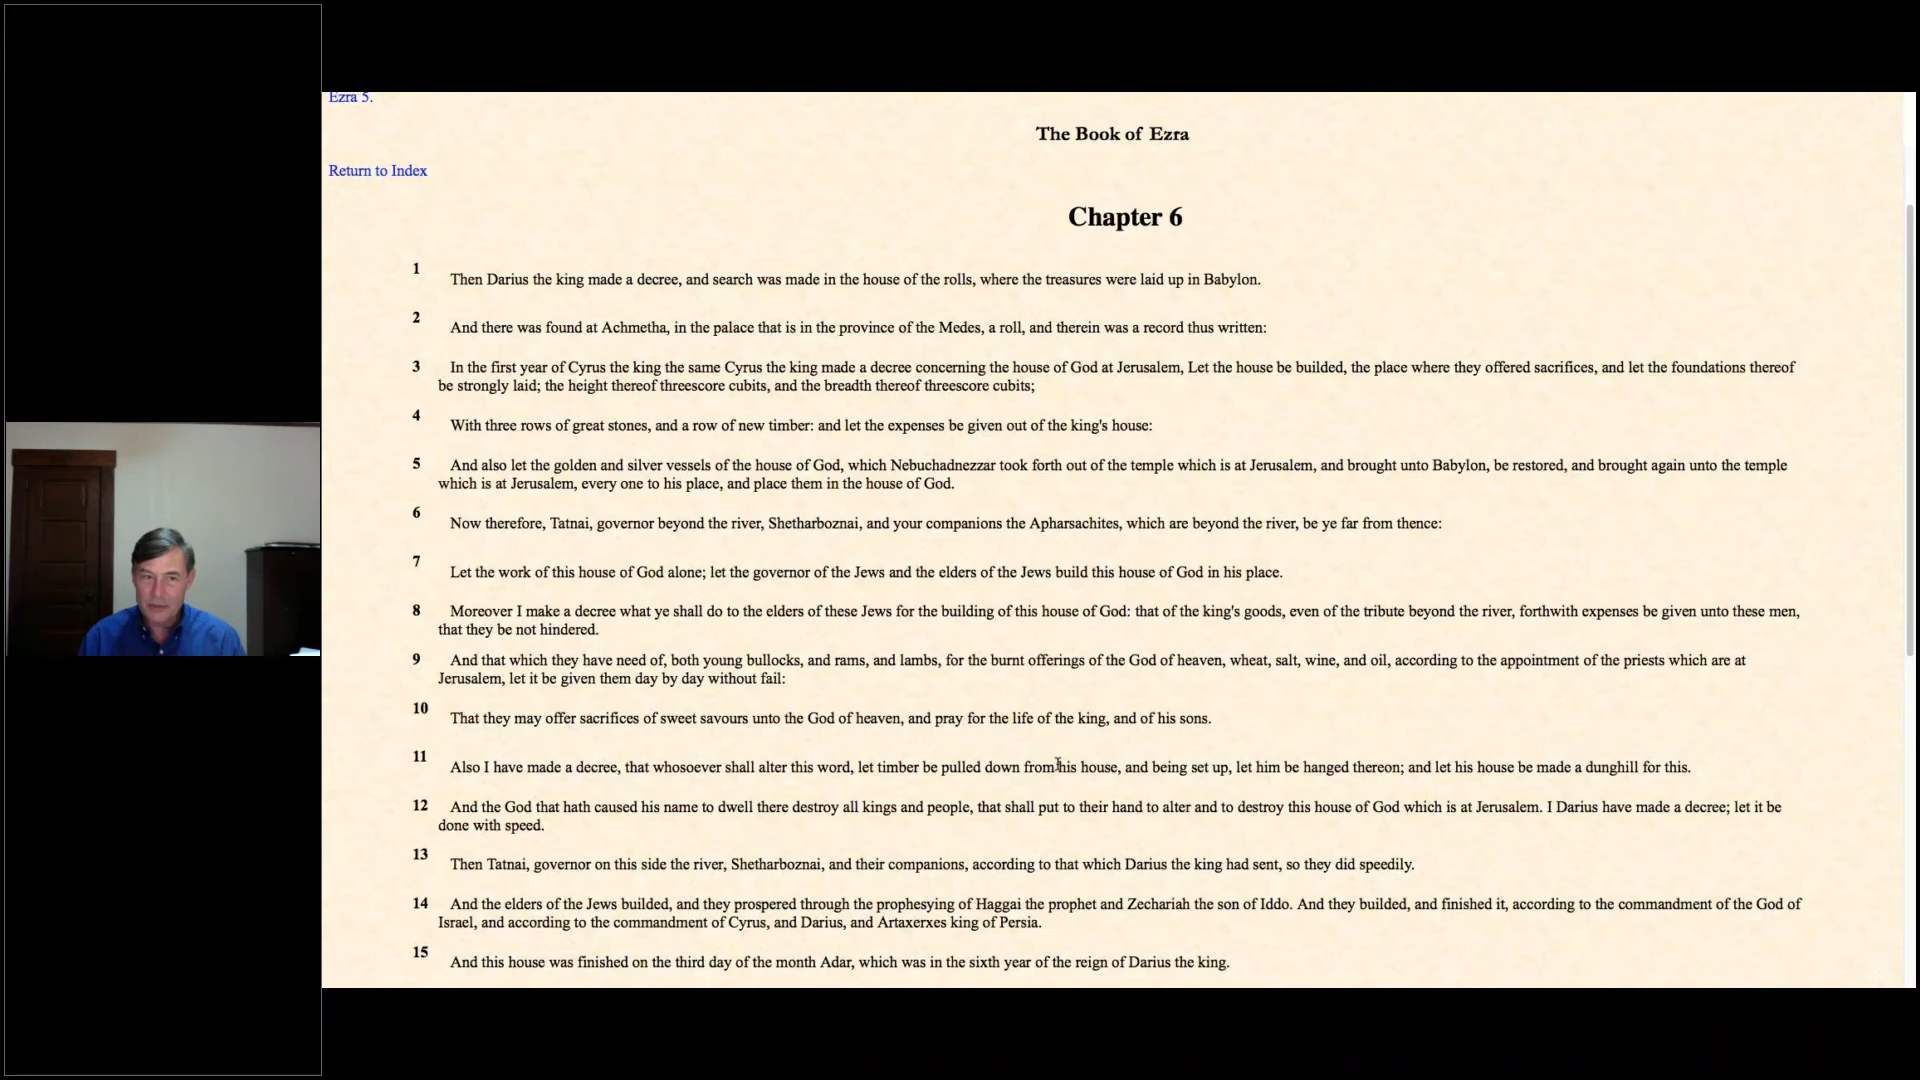 Ezra 5.
The Book of Ezra
Return to Index
Chapter 6
1 Then Darius the king made a decree, and search was made in the house of the rolls, where the treasures were laid up in Babylon.
2 And there was found at Achmetha, in the palace that is in the province of the Medes, a roll, and therein was a record thus written:
3 In the first year of Cyrus the king the same Cyrus the king made a decree concerning the house of God at Jerusalem, Let the house be builded, the place where they offered sacrifices, and let the foundations thereof
be strongly laid; the height thereof threescore cubits, and the breadth thereof threescore cubits;
4 With three rows of great stones, and a row of new timber: and let the expenses be given out of the king's house:
5 And also let the golden and silver vessels of the house of God, which Nebuchadnezzar took forth out of the temple which is at Jerusalem, and brought unto Babylon, be restored, and brought again unto the temple
which is at Jerusalem, every one to his place, and place them in the house of God.
6 Now therefore, Tatnai, governor beyond the river, Shetharboznai, and your companions the Apharsachites, which are beyond the river, be ye far from thence:
7 Let the work of this house of God alone; let the governor of the Jews and the elders of the Jews build this house of God in his place.
8 Moreover I make a decree what ye shall do to the elders of these Jews for the building of this house of God: that of the king's goods, even of the tribute beyond the river, forthwith expenses be given unto these men,
that they be not hindered.
9 And that which they have need of, both young bullocks, and rams, and lambs, for the burnt offerings of the God of heaven, wheat, salt, wine, and oil, according to the appointment of the priests which are at
Jerusalem, let it be given them day by day without fail:
10 That they may offer sacrifices of sweet savours unto the God of heaven, and pray for the life of the king, and of his sons.
11 Also I have made a decree, that whosoever shall alter this word, let timber be pulled down from his house, and being set up, let him be hanged thereon; and let his house be made a dunghill for this.
12 And the God that hath caused his name to dwell there destroy all kings and people, that shall put to their hand to alter and to destroy this house of God which is at Jerusalem. I Darius have made a decree; let it be
done with speed.
13 Then Tatnai, governor on this side the river, Shetharboznai, and their companions, according to that which Darius the king had sent, so they did speedily.
14 And the elders of the Jews builded, and they prospered through the prophesying of Haggai the prophet and Zechariah the son of Iddo. And they builded, and finished it, according to the commandment of the God of
Israel, and according to the commandment of Cyrus, and Darius, and Artaxerxes king of Persia.
15 And this house was finished on the third day of the month Adar, which was in the sixth year of the reign of Darius the king.